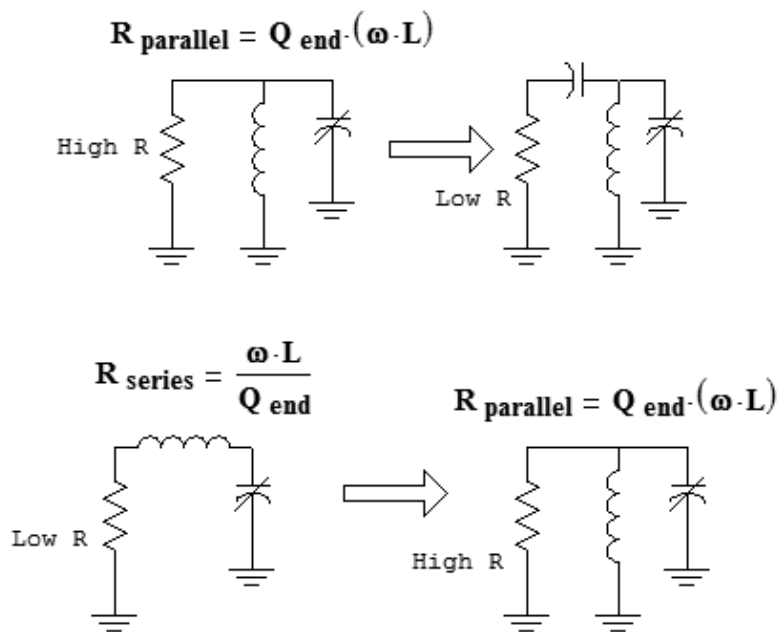 R parallel = Q end·(ω·L)
High R
Low R
R series = ω·L / Q end
R parallel = Q end·(ω·L)
Low R
High R